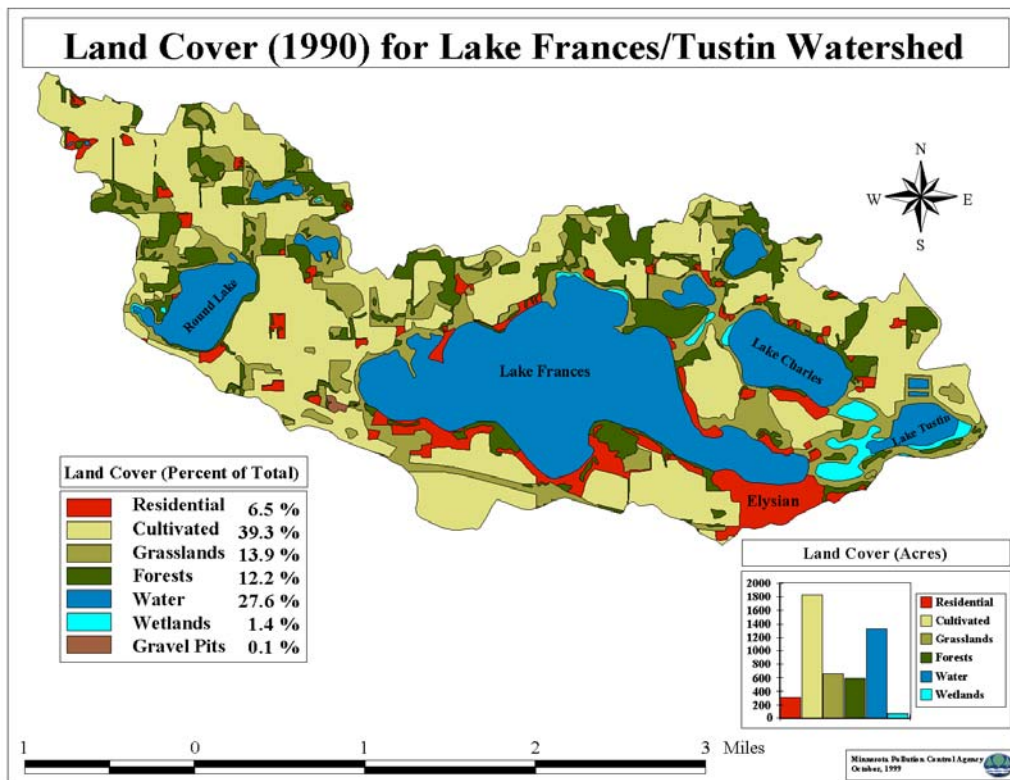 Land Cover (1990) for Lake Frances/Tustin Watershed
N
W E
S
Round Lake
Lake Frances
Lake Charles
Lake Tustin
Elysian
Land Cover (Percent of Total)
Residential 6.5 %
Cultivated 39.3 %
Grasslands 13.9 %
Forests 12.2 %
Water 27.6 %
Wetlands 1.4 %
Gravel Pits 0.1 %
Land Cover (Acres)
2000
1800
1600
1400
1200
1000
800
600
400
200
0
Residential
Cultivated
Grasslands
Forests
Water
Wetlands
1 0 1 2 3 Miles
Minnesota Pollution Control Agency
October, 1999